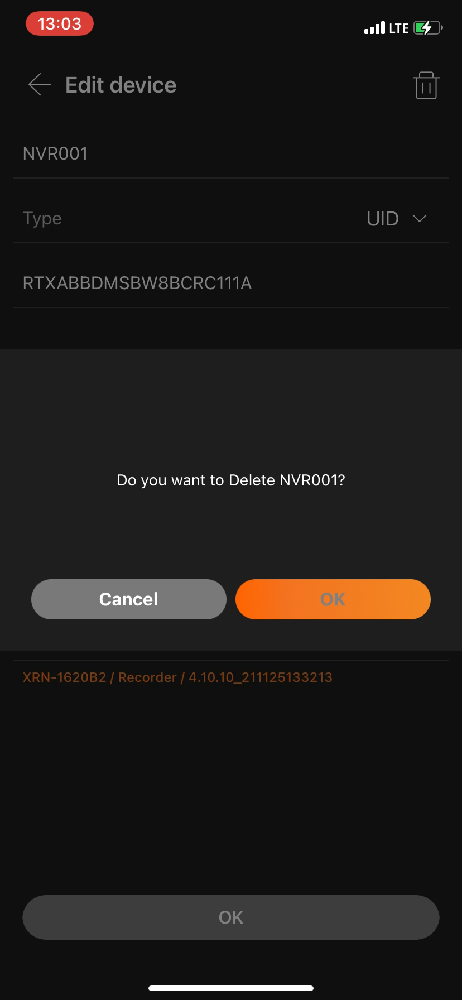 13:03
LTE
Edit device
NVR001
Type UID
RTXABBDMSBW8BCRC111A
Do you want to Delete NVR001?
Cancel OK
XRN-1620B2 / Recorder / 4.10.10_211125133213
OK